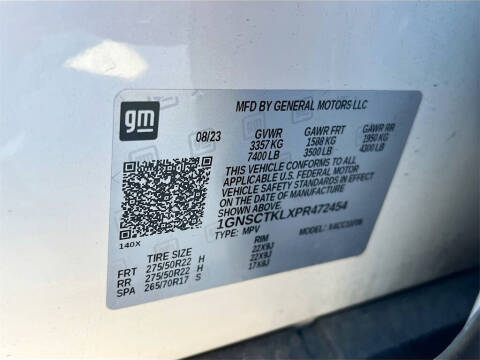 gm
MFD BY GENERAL MOTORS LLC
08/23 GVWR GAWR FRT GAWR RR
3357 KG 1588 KG 1950 KG
7400 LB 3500 LB 4300 LB
THIS VEHICLE CONFORMS TO ALL
APPLICABLE U.S. FEDERAL MOTOR
VEHICLE SAFETY STANDARDS IN EFFECT
ON THE DATE OF MANUFACTURE
1GNSCTKLXPR472454
140X
TYPE: MPV MODEL:
TIRE SIZE RIM
FRT 275/50R22 H 22X9J
RR 275/50R22 H 22X9J
SPA 265/70R17 S 17X8J